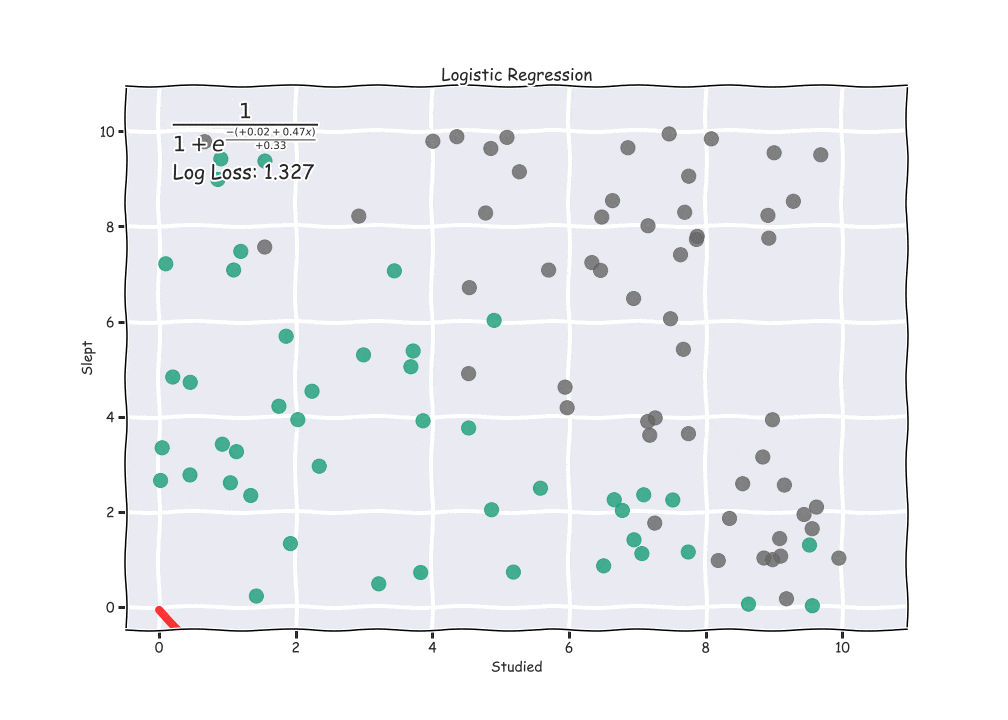 Logistic Regression
1
1 + e
−(+0.02 + 0.47x)
+0.33
Log Loss: 1.327
10
8
6
4
2
0
Slept
0 2 4 6 8 10
Studied